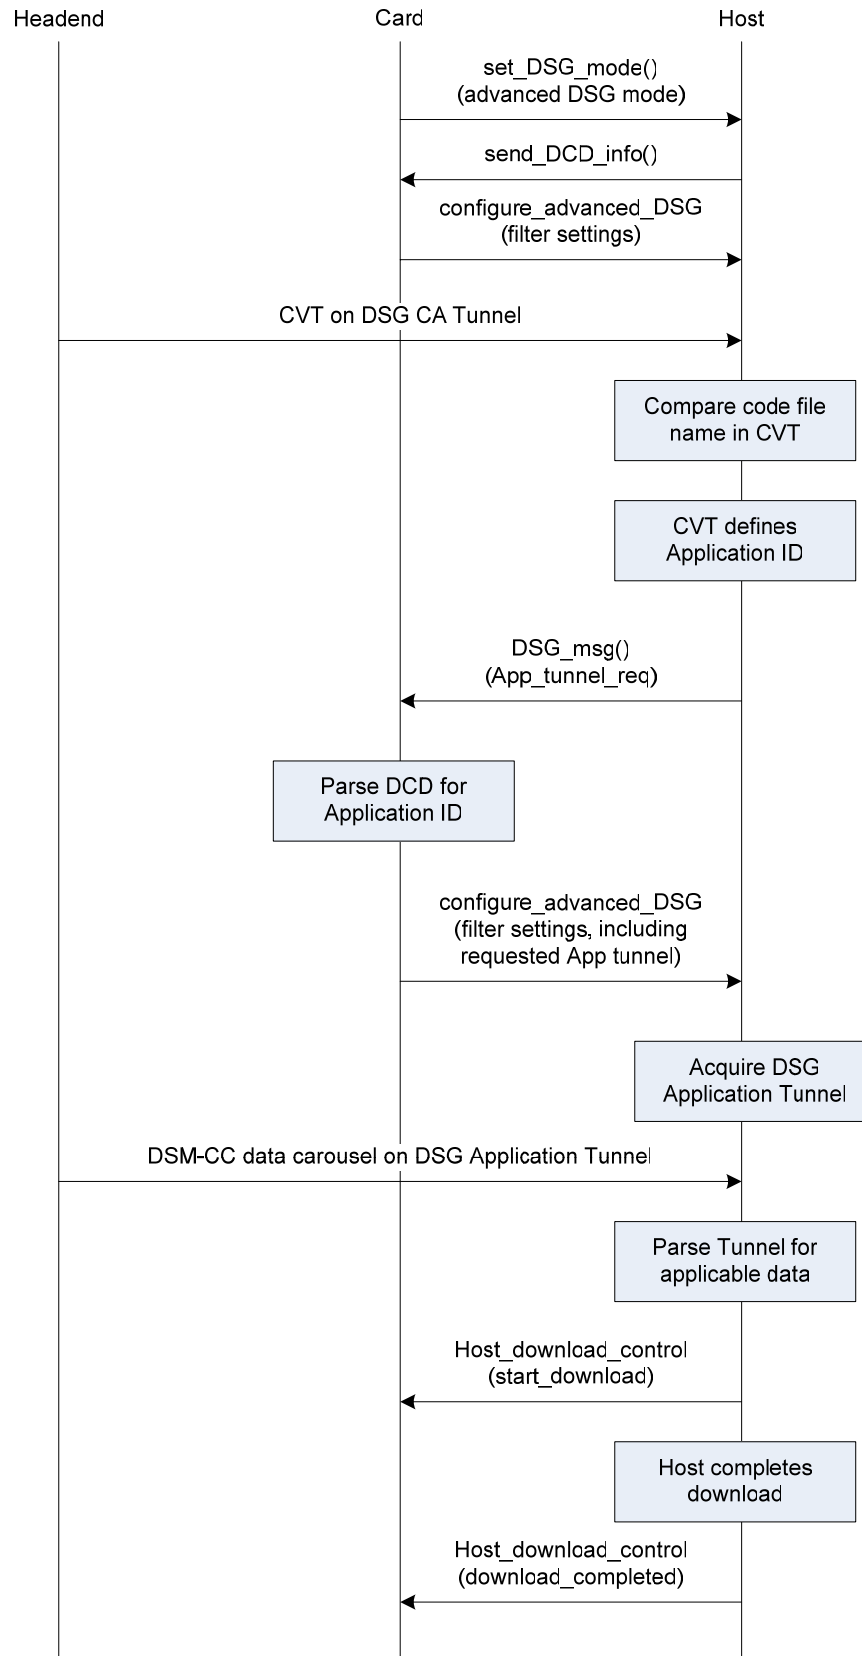 Headend
Card
Host
set_DSG_mode()
(advanced DSG mode)
send_DCD_info()
configure_advanced_DSG
(filter settings)
CVT on DSG CA Tunnel
Compare code file
name in CVT
CVT defines
Application ID
DSG_msg()
(App_tunnel_req)
Parse DCD for
Application ID
configure_advanced_DSG
(filter settings, including
requested App tunnel)
Acquire DSG
Application Tunnel
DSM-CC data carousel on DSG Application Tunnel
Parse Tunnel for
applicable data
Host_download_control
(start_download)
Host completes
download
Host_download_control
(download_completed)